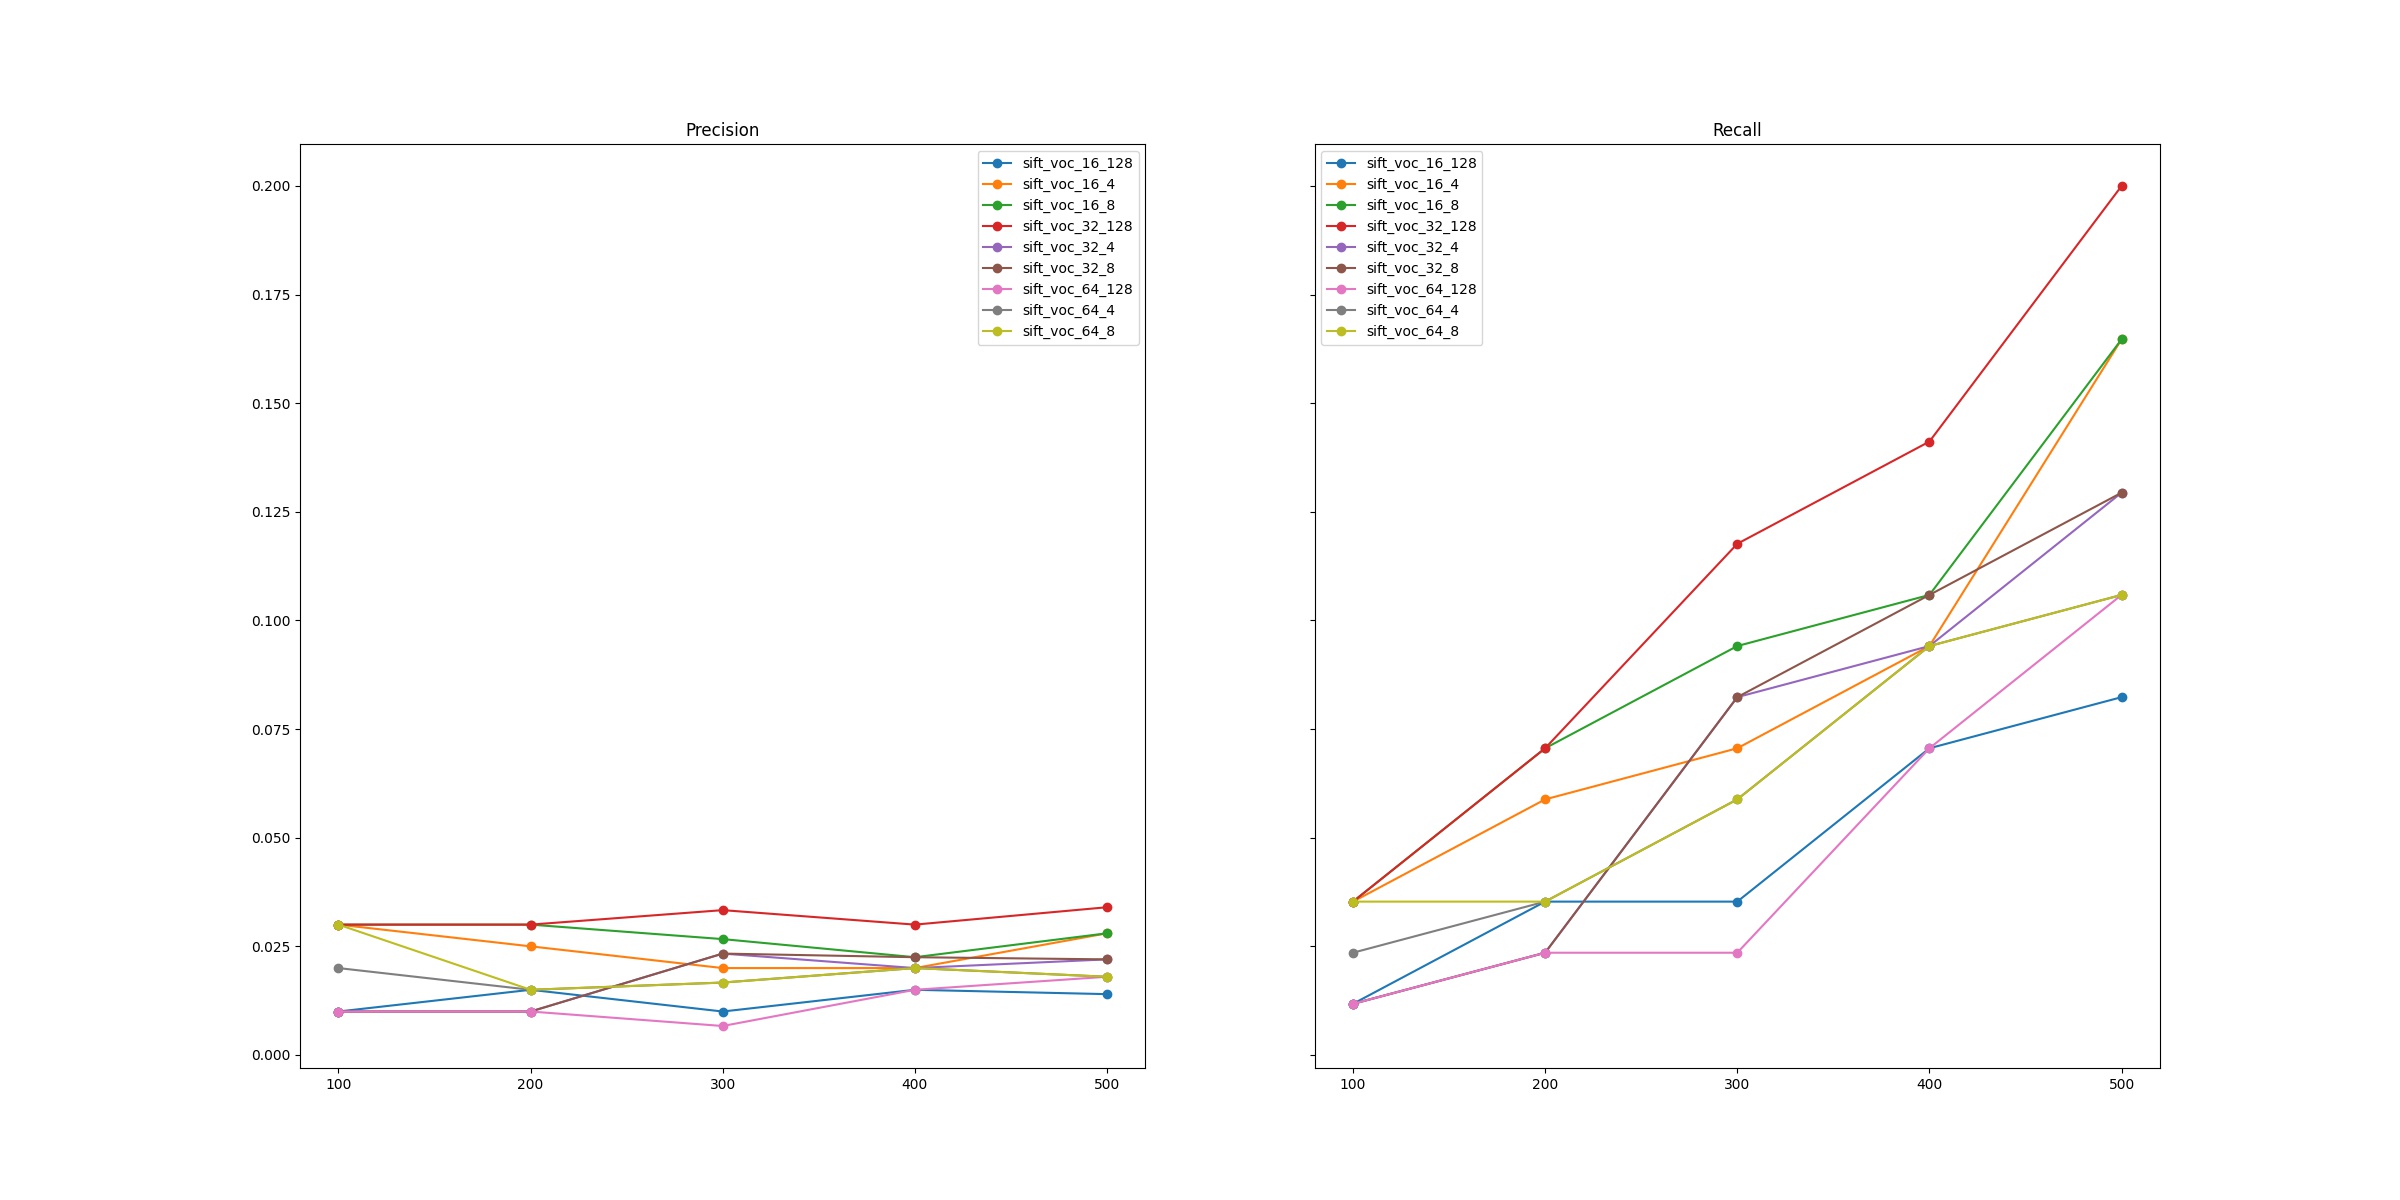 Precision
0.200
0.175
0.150
0.125
0.100
0.075
0.050
0.025
0.000
100 200 300 400 500
sift_voc_16_128
sift_voc_16_4
sift_voc_16_8
sift_voc_32_128
sift_voc_32_4
sift_voc_32_8
sift_voc_64_128
sift_voc_64_4
sift_voc_64_8
Recall
sift_voc_16_128
sift_voc_16_4
sift_voc_16_8
sift_voc_32_128
sift_voc_32_4
sift_voc_32_8
sift_voc_64_128
sift_voc_64_4
sift_voc_64_8
100 200 300 400 500